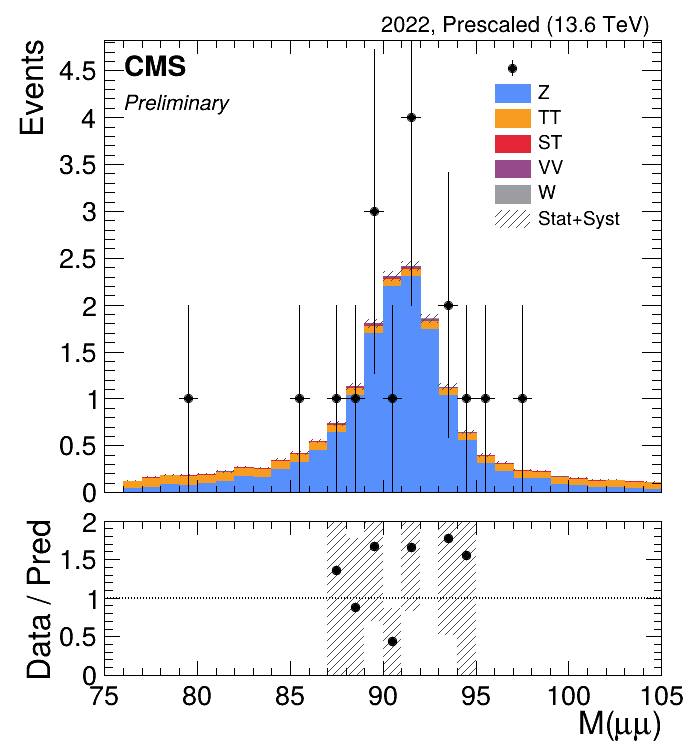 2022, Prescaled (13.6 TeV)
Events
CMS
Preliminary
Z
TT
ST
VV
W
Stat+Syst
4.5
4
3.5
3
2.5
2
1.5
1
0.5
0
Data / Pred
2
1.5
1
0.5
0
75 80 85 90 95 100 105
M(μμ)